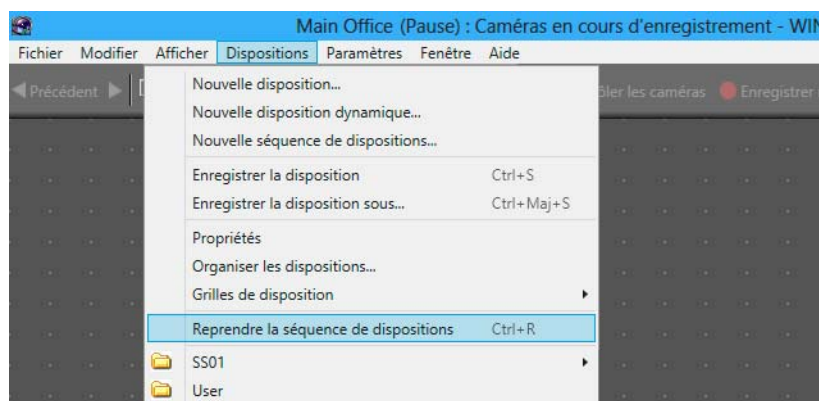 Main Office (Pause) : Caméras en cours d'enregistrement - WIN
Fichier Modifier Afficher Dispositions Paramètres Fenêtre Aide
Précédent
ôler les caméras Enregistrer
Nouvelle disposition...
Nouvelle disposition dynamique...
Nouvelle séquence de dispositions...
Enregistrer la disposition Ctrl+S
Enregistrer la disposition sous... Ctrl+Maj+S
Propriétés
Organiser les dispositions...
Grilles de disposition
Reprendre la séquence de dispositions Ctrl+R
SS01
User